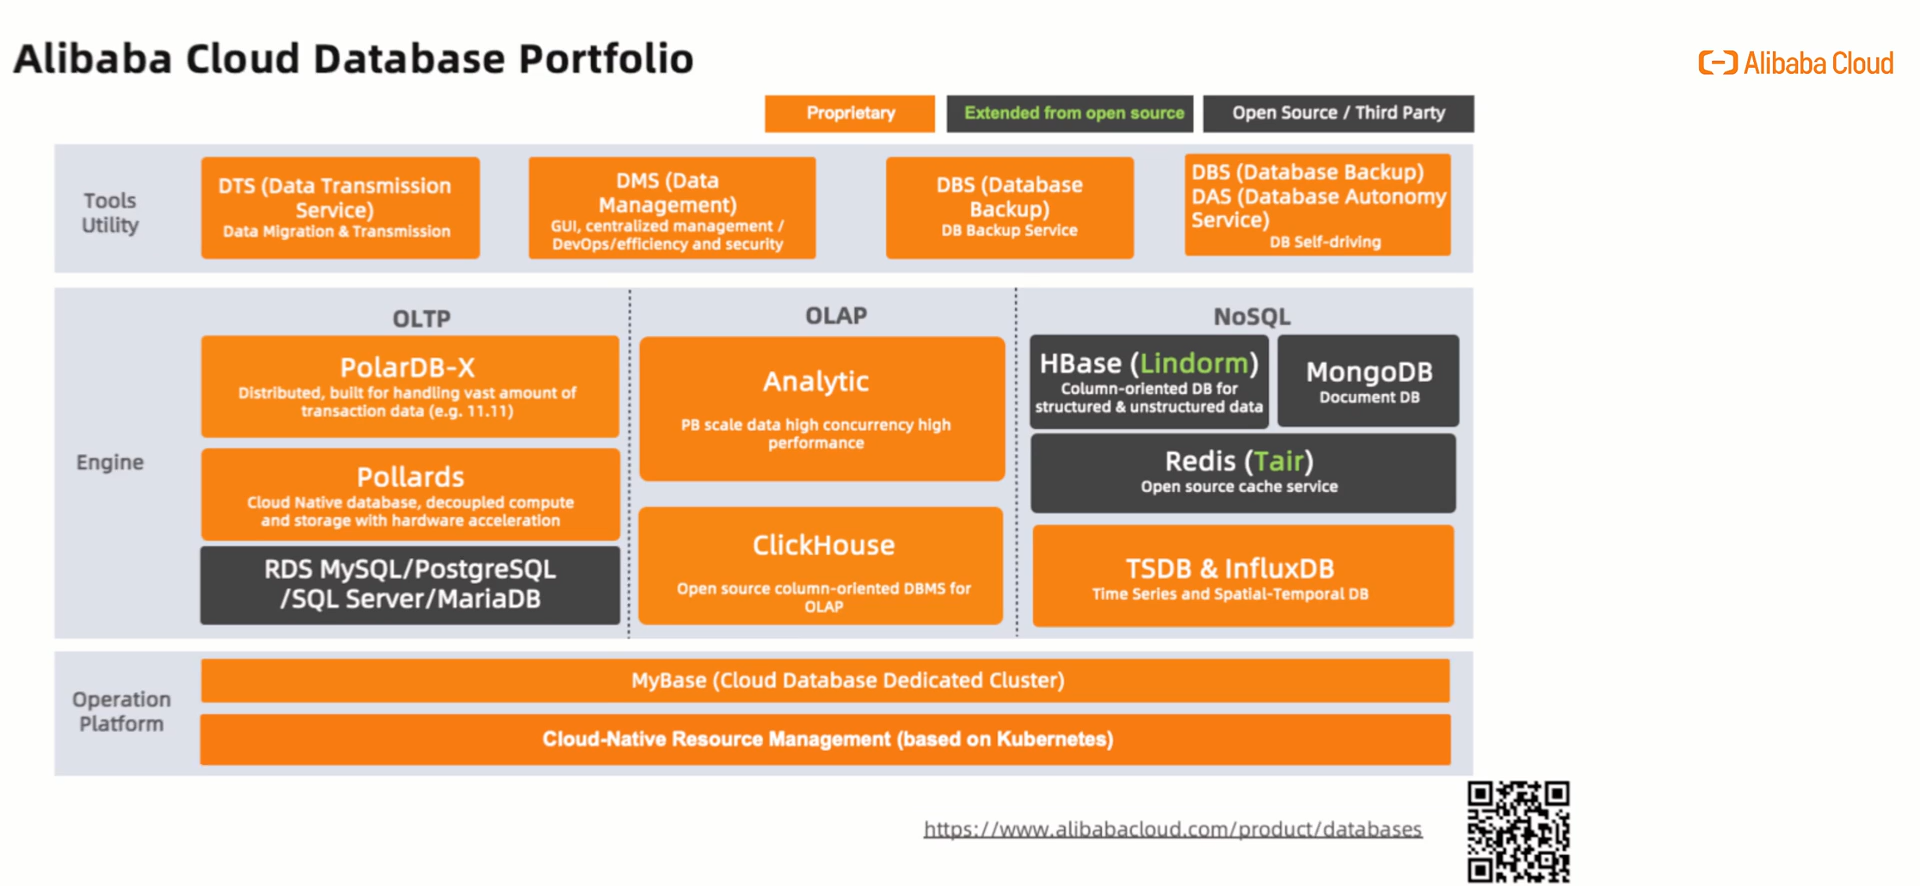 Alibaba Cloud Database Portfolio
Alibaba Cloud
Proprietary
Extended from open source
Open Source / Third Party
Tools
Utility
DTS (Data Transmission
Service)
Data Migration & Transmission
DMS (Data
Management)
GUI, centralized management /
DevOps/efficiency and security
DBS (Database
Backup)
DB Backup Service
DBS (Database Backup)
DAS (Database Autonomy
Service)
DB Self-driving
Engine
OLTP
PolarDB-X
Distributed, built for handling vast amount of
transaction data (e.g. 11.11)
Pollards
Cloud Native database, decoupled compute
and storage with hardware acceleration
RDS MySQL/PostgreSQL
/SQL Server/MariaDB
OLAP
Analytic
PB scale data high concurrency high
performance
ClickHouse
Open source column-oriented DBMS for
OLAP
NoSQL
HBase (Lindorm)
Column-oriented DB for
structured & unstructured data
MongoDB
Document DB
Redis (Tair)
Open source cache service
TSDB & InfluxDB
Time Series and Spatial-Temporal DB
Operation
Platform
MyBase (Cloud Database Dedicated Cluster)
Cloud-Native Resource Management (based on Kubernetes)
https://www.alibabacloud.com/product/databases